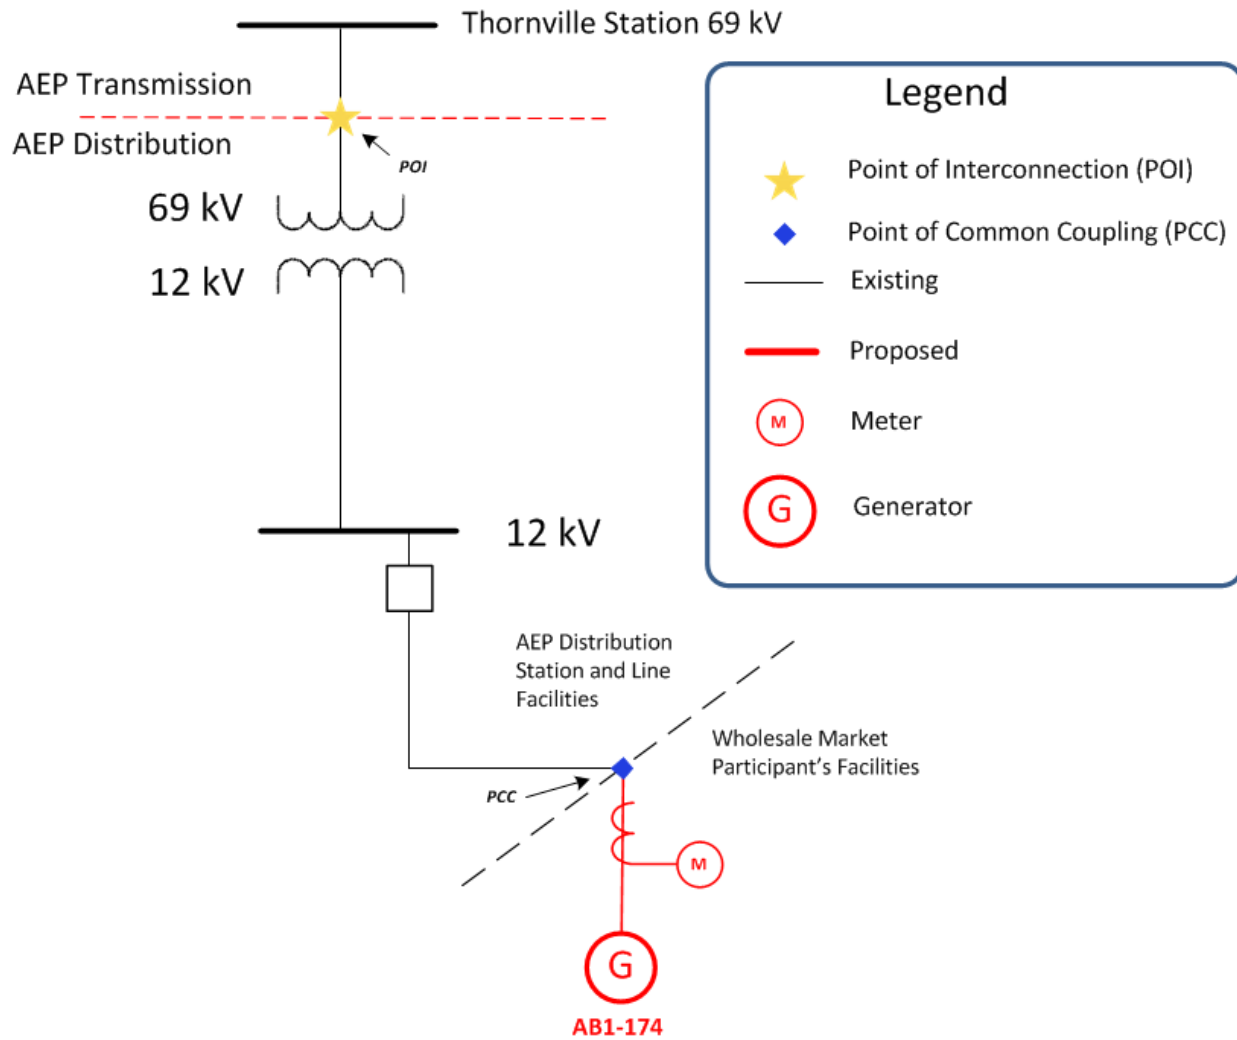 Thornville Station 69 kV
AEP Transmission
AEP Distribution
POI
69 kV
12 kV
12 kV
AEP Distribution
Station and Line
Facilities
Wholesale Market
Participant's Facilities
PCC
M
G
AB1-174
Legend
Point of Interconnection (POI)
Point of Common Coupling (PCC)
Existing
Proposed
M
Meter
G
Generator